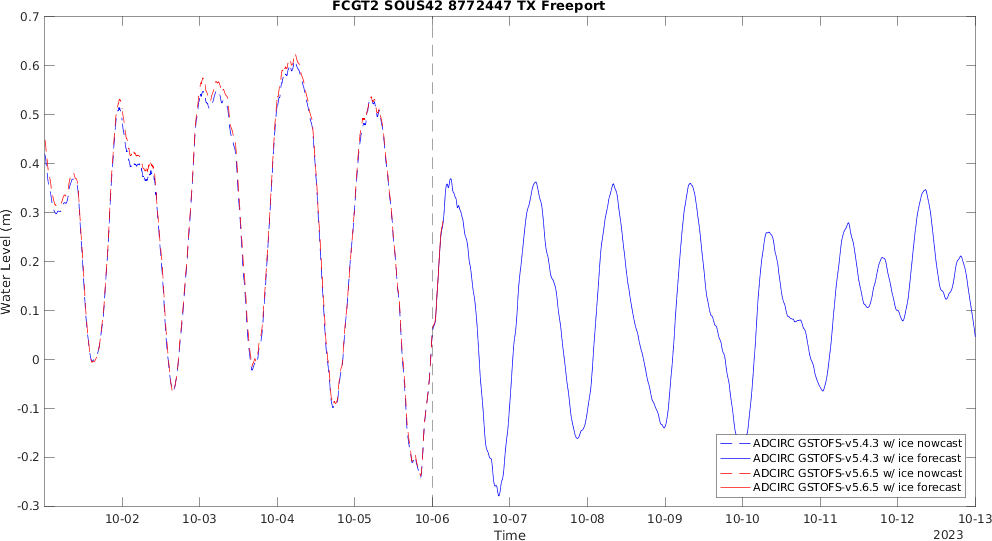 FCGT2 SOUS42 8772447 TX Freeport
0.7
0.6
0.5
0.4
0.3
0.2
0.1
0
-0.1
-0.2
-0.3
Water Level (m)
ADCIRC GSTOFS-v5.4.3 w/ ice nowcast
ADCIRC GSTOFS-v5.4.3 w/ ice forecast
ADCIRC GSTOFS-v5.6.5 w/ ice nowcast
ADCIRC GSTOFS-v5.6.5 w/ ice forecast
10-02 10-03 10-04 10-05 10-06 10-07 10-08 10-09 10-10 10-11 10-12 10-13
Time
2023